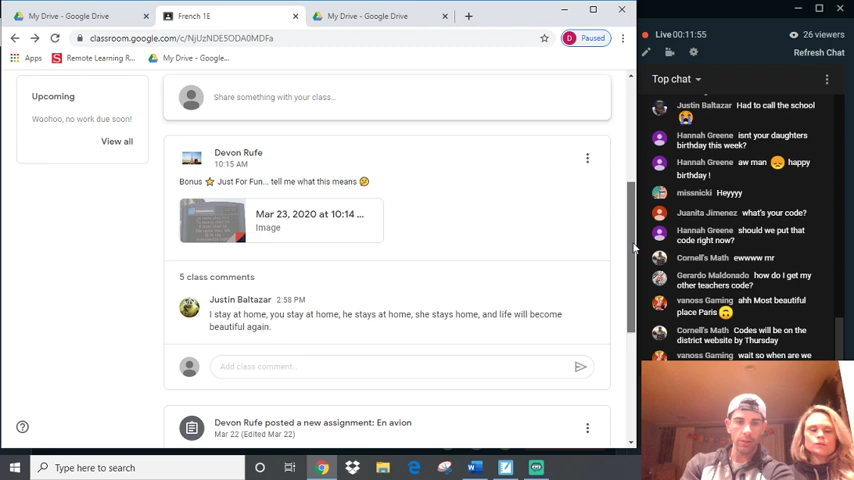 My Drive - Google Drive
French 1E
My Drive - Google Drive
classroom.google.com/c/NjUzNDE5ODA0MDFa
D
Paused
Apps
Remote Learning R...
My Drive - Google...
Upcoming
Woohoo, no work due soon!
View all
Share something with your class...
Devon Rufe
10:15 AM
Bonus ⭐ Just For Fun... tell me what this means 🤔
Mar 23, 2020 at 10:14 ...
Image
5 class comments
Justin Baltazar 2:58 PM
I stay at home, you stay at home, he stays at home, she stays home, and life will become
beautiful again.
Add class comment...
Devon Rufe posted a new assignment: En avion
Mar 22 (Edited Mar 22)
Type here to search
Live 00:11:55
26 viewers
Refresh Chat
Top chat
Justin Baltazar Had to call the school
😭
Hannah Greene isnt your daughters
birthday this week?
Hannah Greene aw man 😞 happy
birthday !
missnicki Heyyyy
Juanita Jimenez what's your code?
Hannah Greene should we put that
code right now?
Cornell's Math ewwww mr
Gerardo Maldonado how do I get my
other teachers code?
vanoss Gaming ahh Most beautiful
place Paris 🙃
Cornell's Math Codes will be on the
district website by Thursday
vanoss Gaming wait so when are we